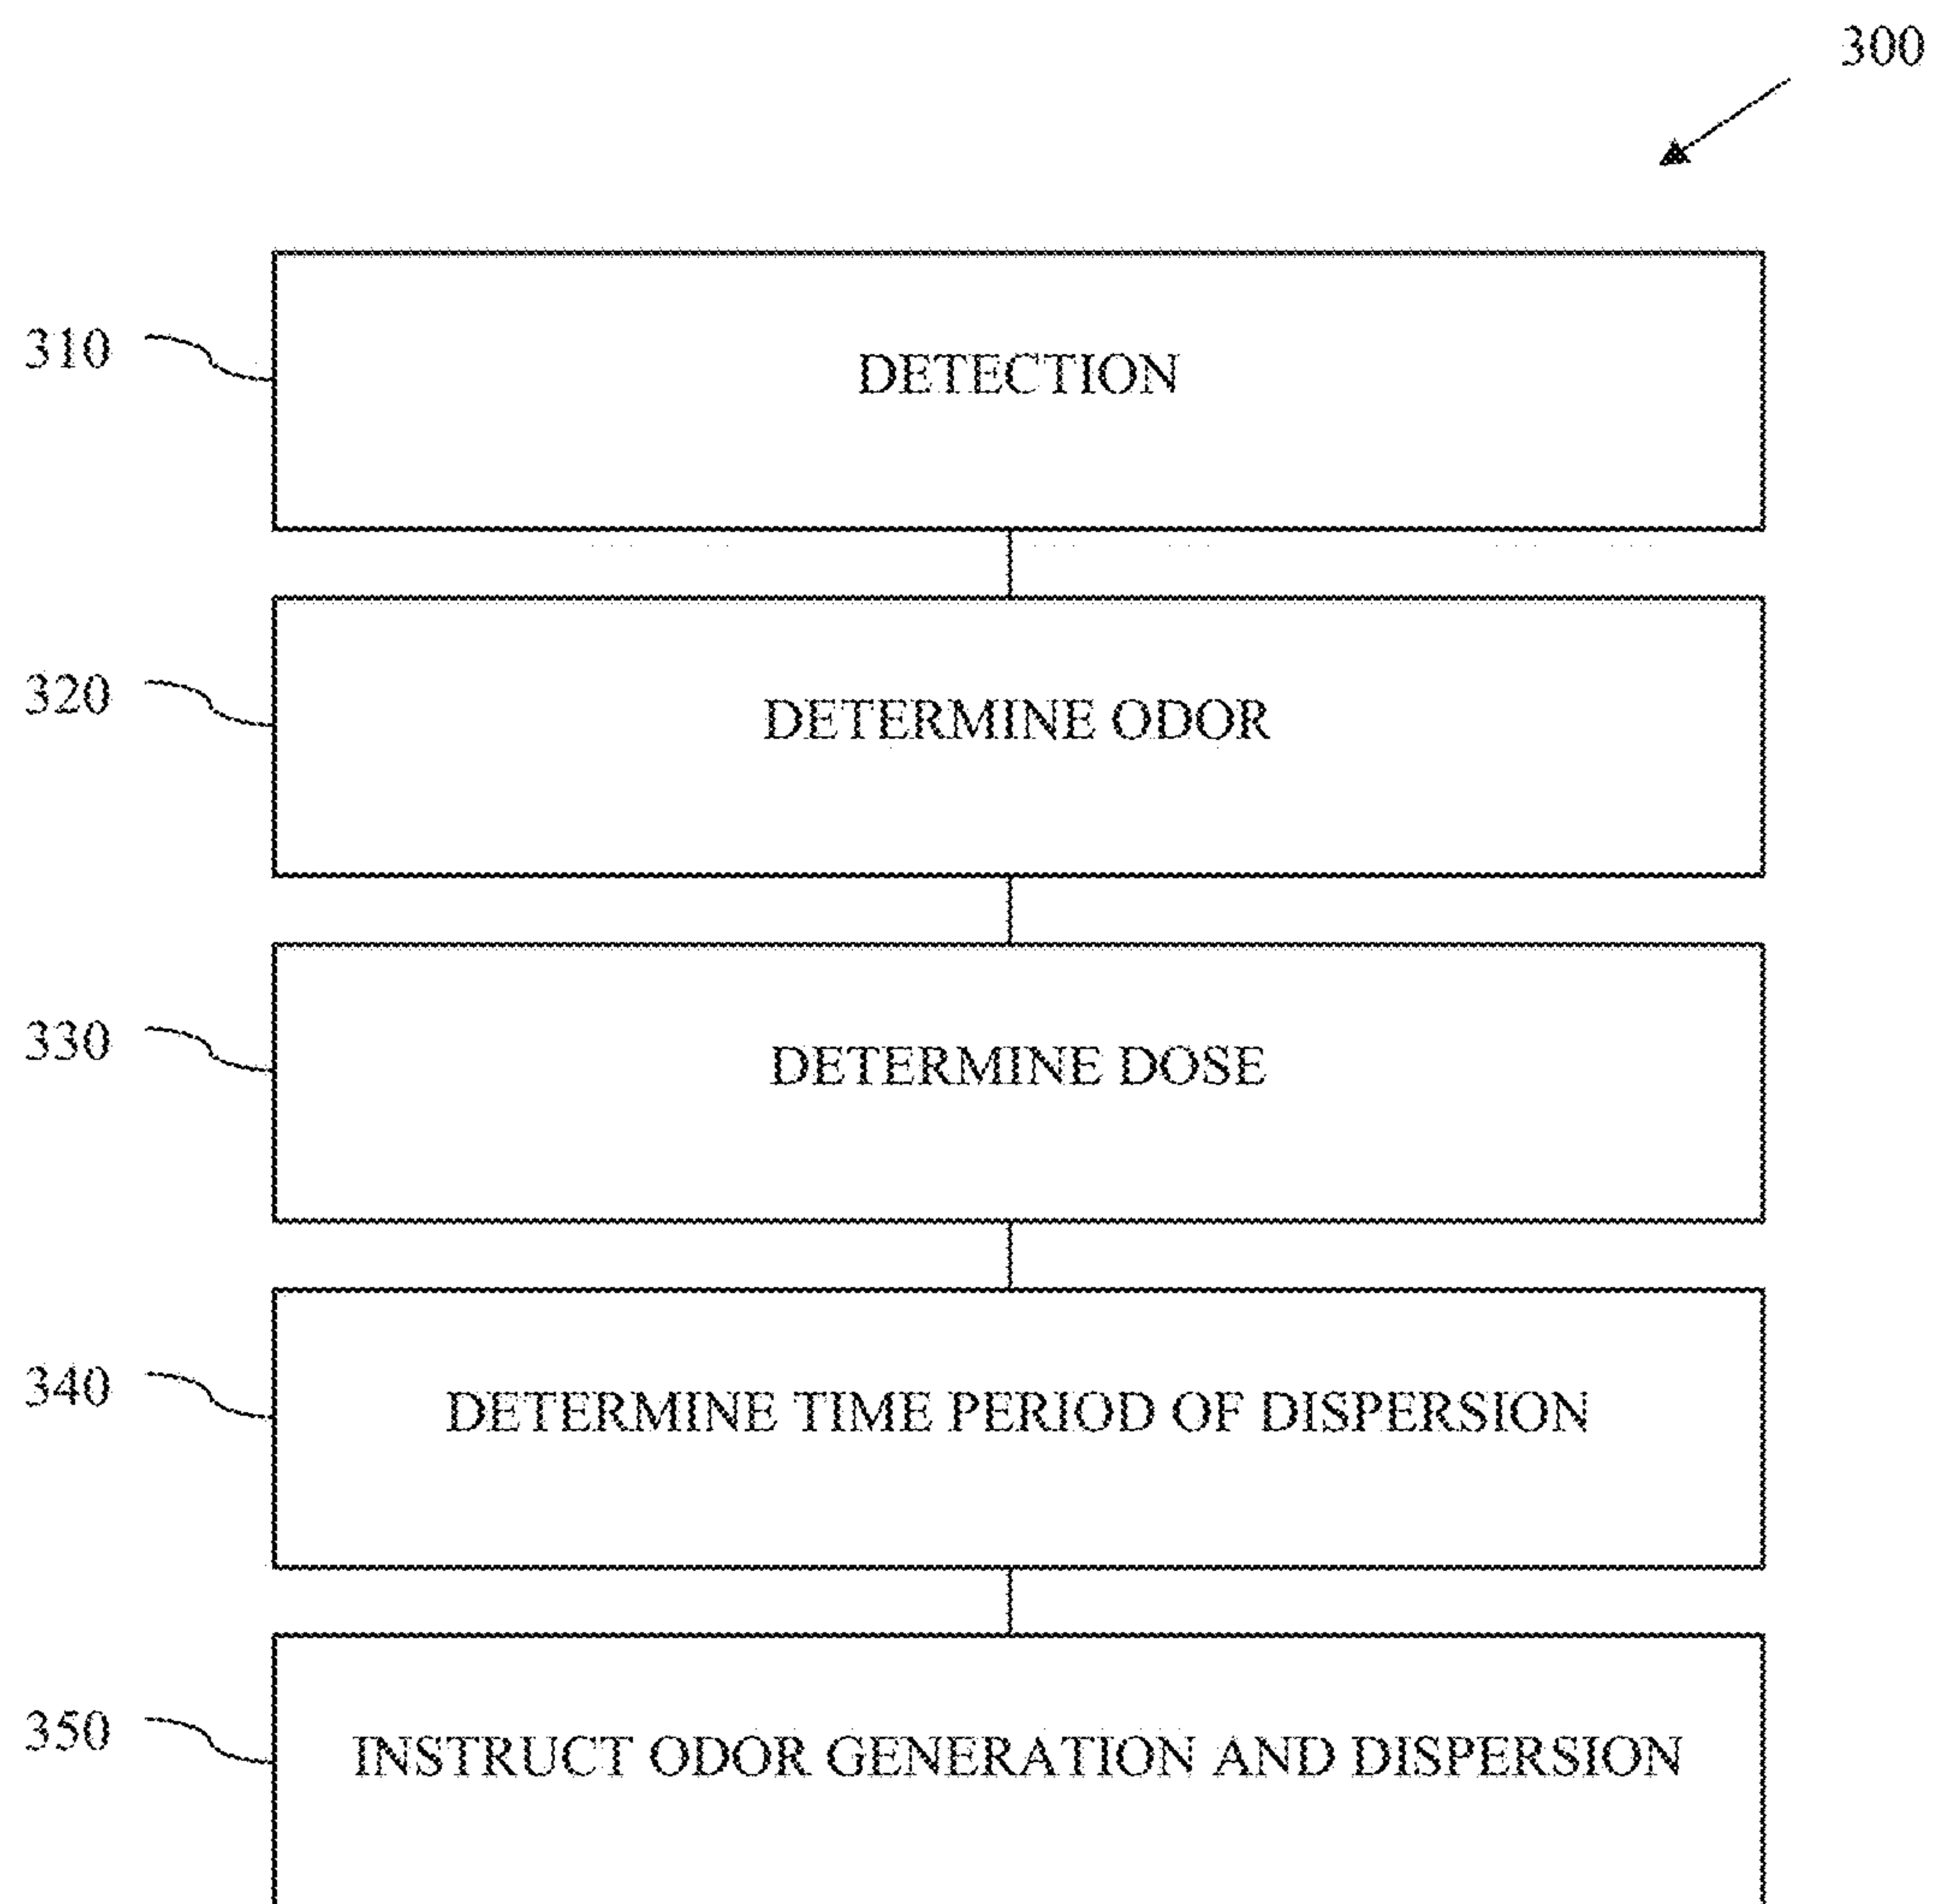 300
310
DETECTION
320
DETERMINE ODOR
330
DETERMINE DOSE
340
DETERMINE TIME PERIOD OF DISPERSION
350
INSTRUCT ODOR GENERATION AND DISPERSION